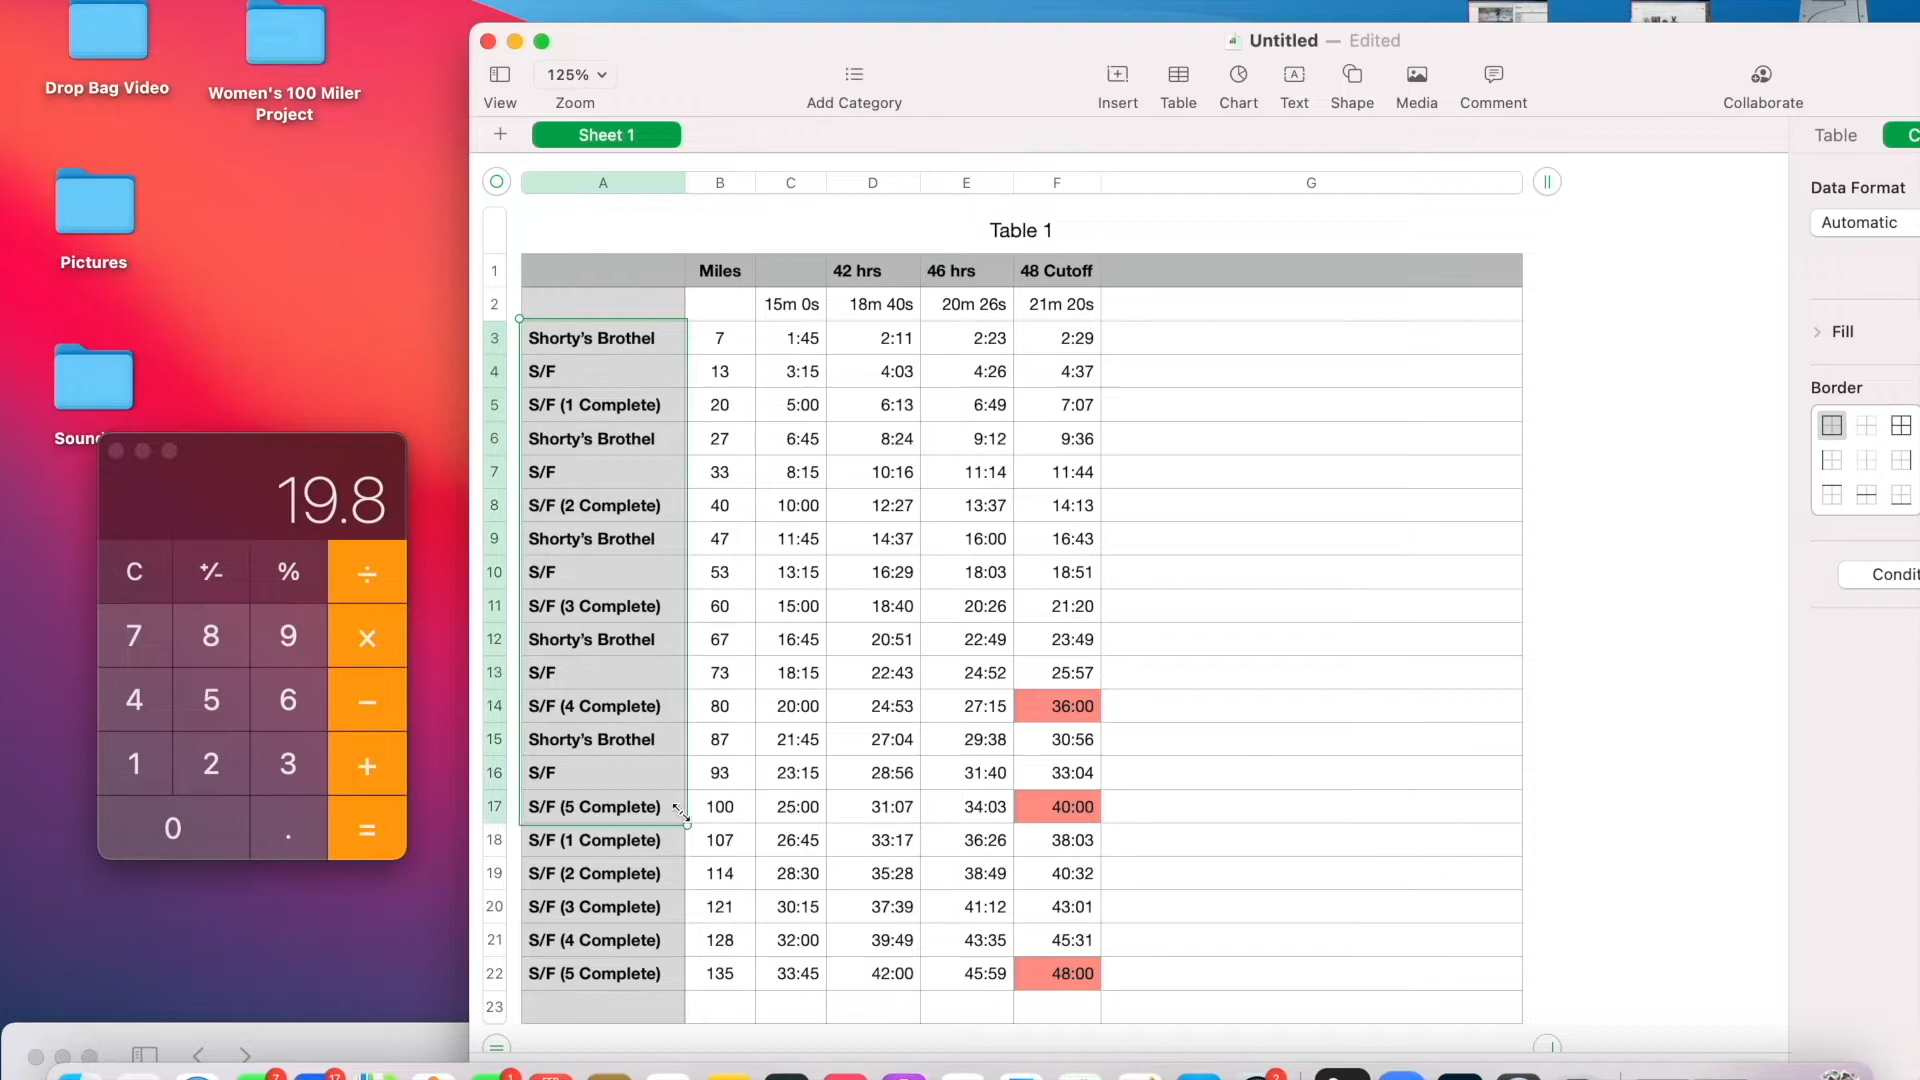 Drop Bag Video
Women's 100 Miler
Project
Pictures
Soun
19.8
C +⁄- % ÷
7 8 9 ×
4 5 6 −
1 2 3 +
0 . =
Untitled — Edited
125%
View Zoom Add Category Insert Table Chart Text Shape Media Comment Collaborate
+ Sheet 1
Table C
A B C D E F G
Table 1
1 Miles 42 hrs 46 hrs 48 Cutoff
2 15m 0s 18m 40s 20m 26s 21m 20s
3 Shorty’s Brothel 7 1:45 2:11 2:23 2:29
4 S/F 13 3:15 4:03 4:26 4:37
5 S/F (1 Complete) 20 5:00 6:13 6:49 7:07
6 Shorty’s Brothel 27 6:45 8:24 9:12 9:36
7 S/F 33 8:15 10:16 11:14 11:44
8 S/F (2 Complete) 40 10:00 12:27 13:37 14:13
9 Shorty’s Brothel 47 11:45 14:37 16:00 16:43
10 S/F 53 13:15 16:29 18:03 18:51
11 S/F (3 Complete) 60 15:00 18:40 20:26 21:20
12 Shorty’s Brothel 67 16:45 20:51 22:49 23:49
13 S/F 73 18:15 22:43 24:52 25:57
14 S/F (4 Complete) 80 20:00 24:53 27:15 36:00
15 Shorty’s Brothel 87 21:45 27:04 29:38 30:56
16 S/F 93 23:15 28:56 31:40 33:04
17 S/F (5 Complete) 100 25:00 31:07 34:03 40:00
18 S/F (1 Complete) 107 26:45 33:17 36:26 38:03
19 S/F (2 Complete) 114 28:30 35:28 38:49 40:32
20 S/F (3 Complete) 121 30:15 37:39 41:12 43:01
21 S/F (4 Complete) 128 32:00 39:49 43:35 45:31
22 S/F (5 Complete) 135 33:45 42:00 45:59 48:00
23
Data Format
Automatic
Fill
Border
Condit
7 17 1 FEB 2